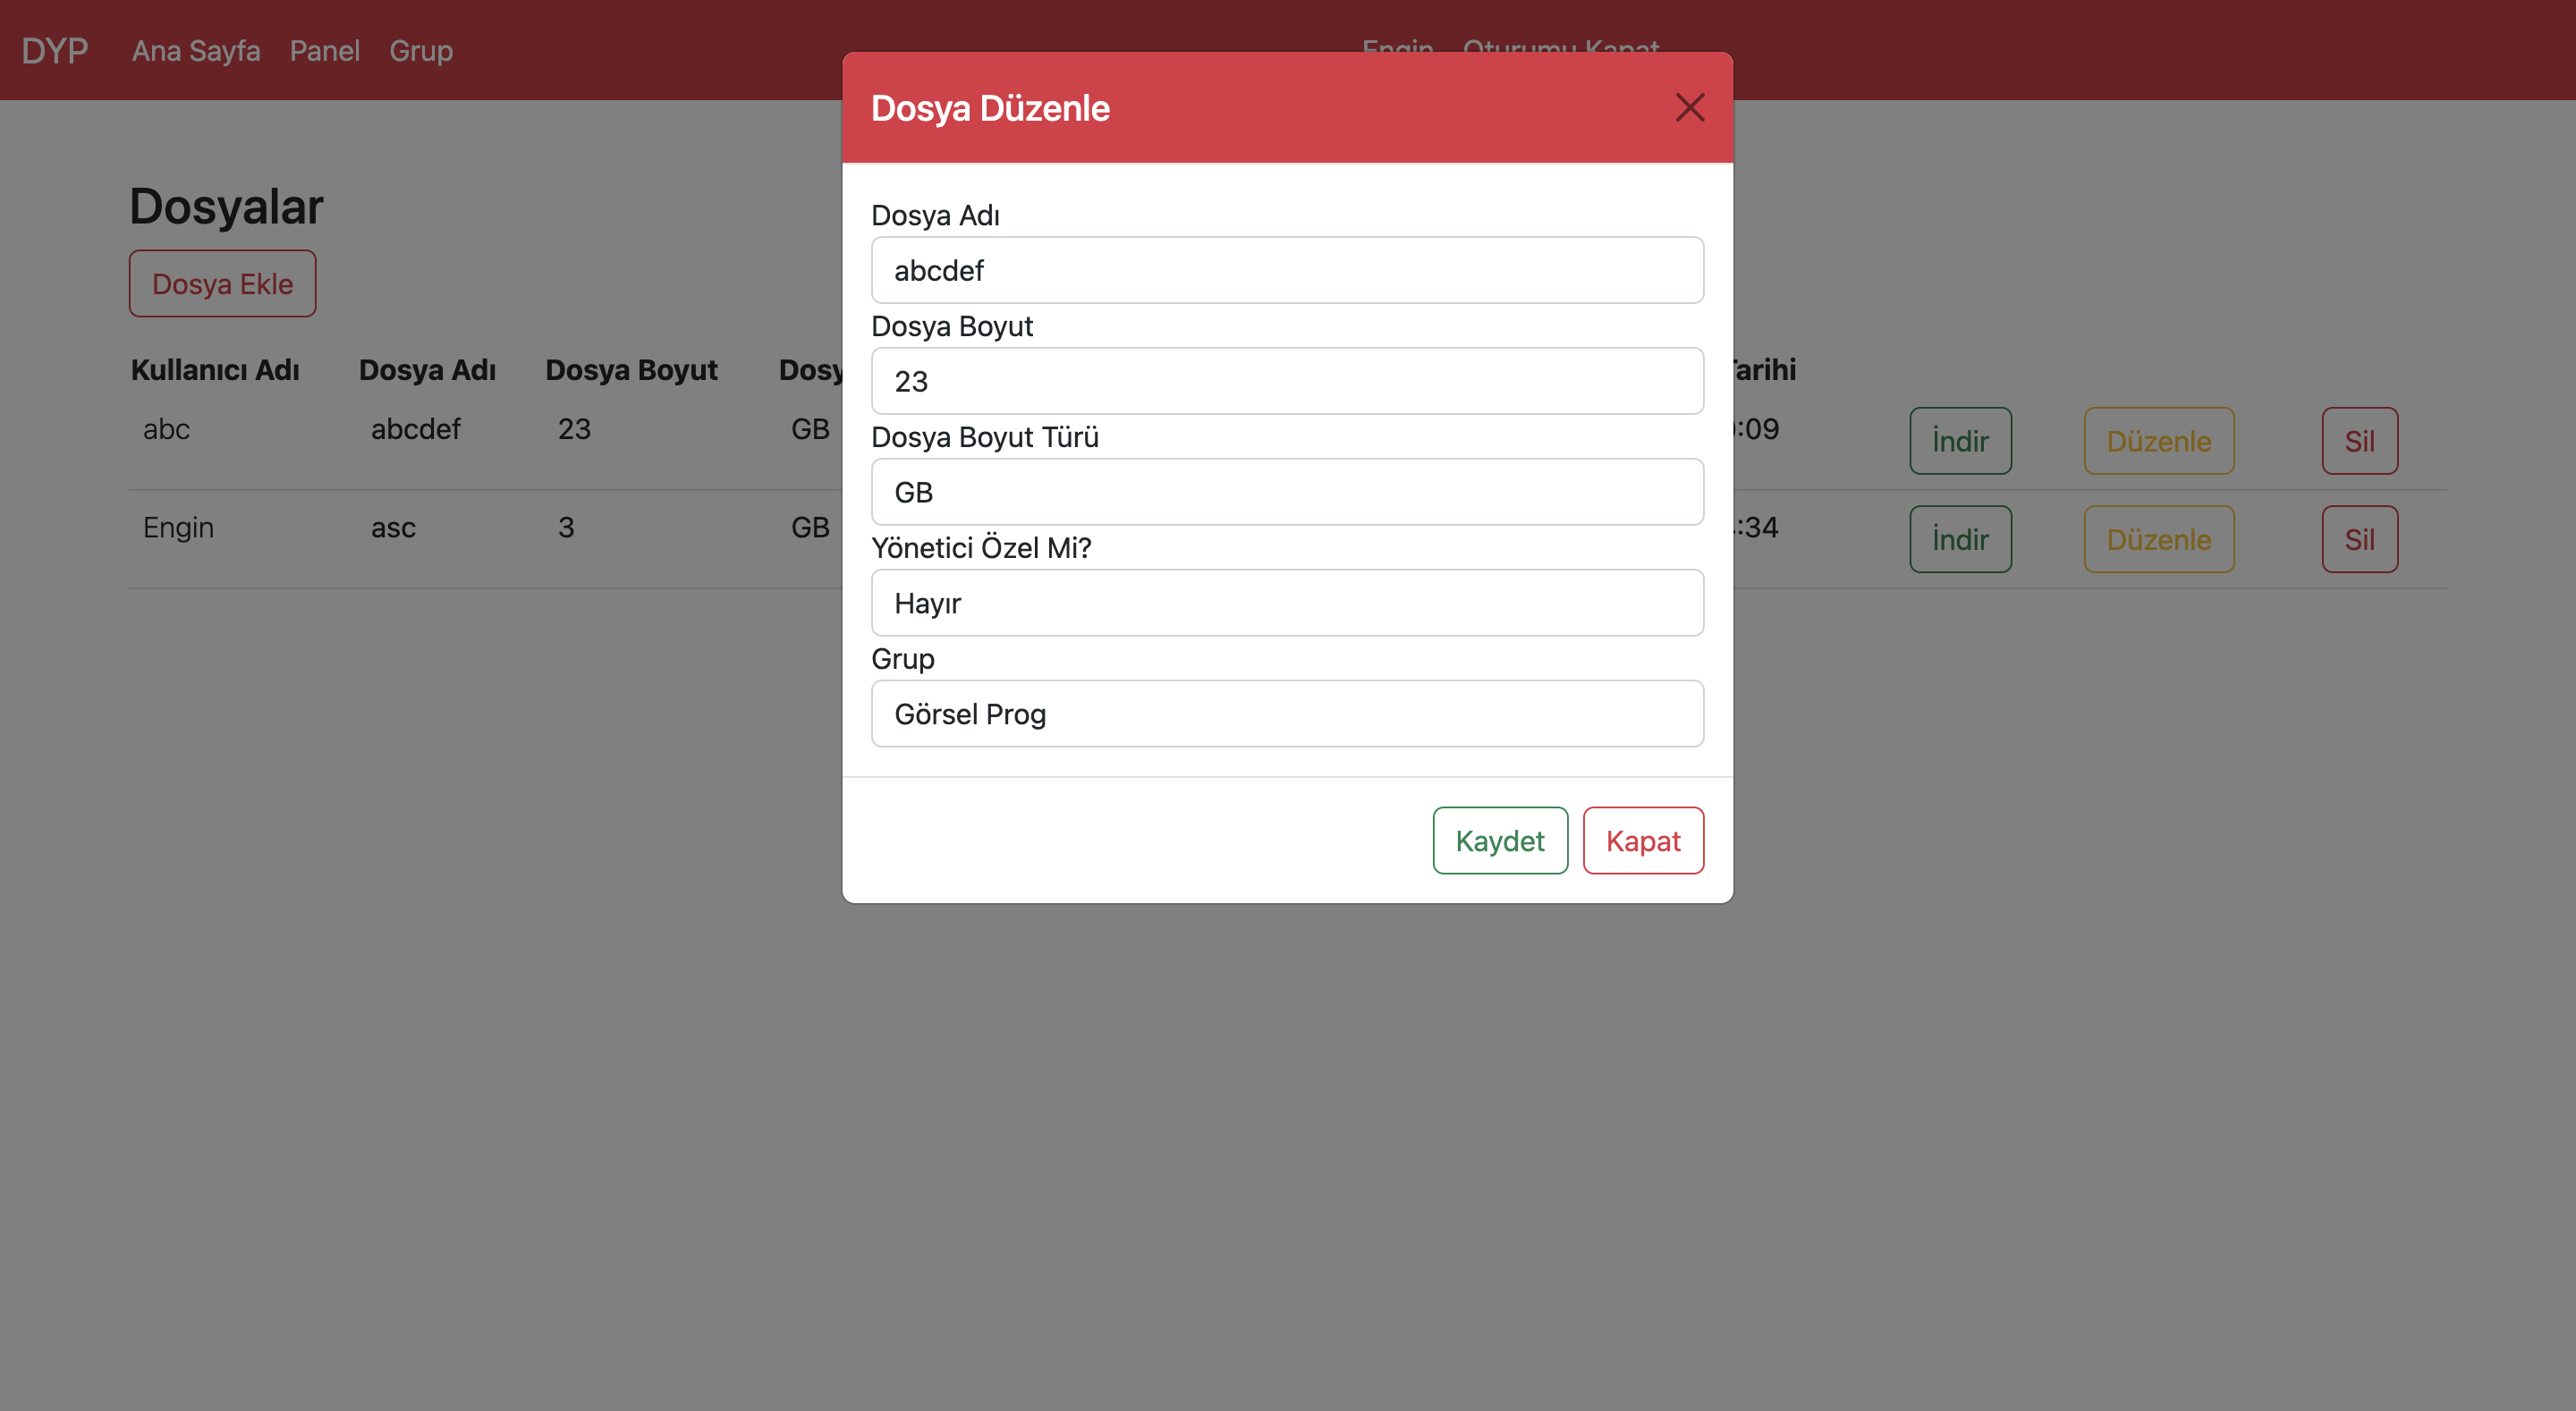 DYP Ana Sayfa Panel Grup Engin Oturumu Kapat
Dosya Düzenle
Dosya Adı
abcdef
Dosya Boyut
23
Dosya Boyut Türü
GB
Yönetici Özel Mi?
Hayır
Grup
Görsel Prog
Kaydet Kapat
Dosyalar
Dosya Ekle
Kullanıcı Adı Dosya Adı Dosya Boyut
abc abcdef 23 GB :09 İndir Düzenle Sil
Engin asc 3 GB :34 İndir Düzenle Sil